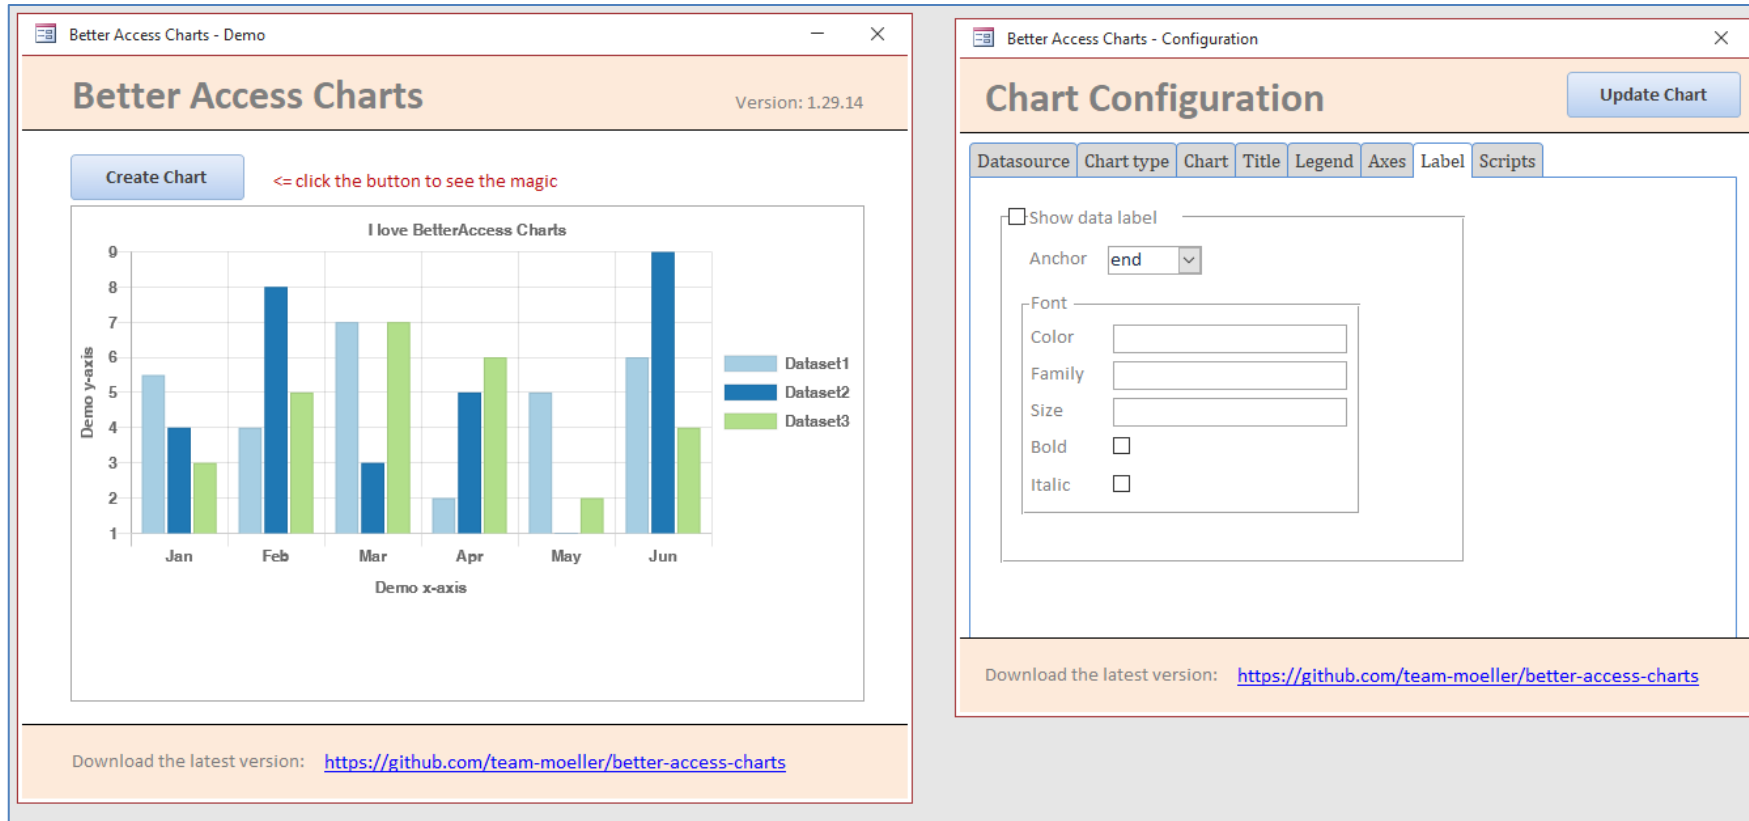 Better Access Charts - Demo
Better Access Charts
Version: 1.29.14
Create Chart
<= click the button to see the magic
I love BetterAccess Charts
9
8
7
6
5
4
3
2
1
Demo y-axis
Jan Feb Mar Apr May Jun
Demo x-axis
Dataset1
Dataset2
Dataset3
Download the latest version: https://github.com/team-moeller/better-access-charts
Better Access Charts - Configuration
Chart Configuration
Update Chart
Datasource Chart type Chart Title Legend Axes Label Scripts
Show data label
Anchor end
Font
Color
Family
Size
Bold
Italic
Download the latest version: https://github.com/team-moeller/better-access-charts